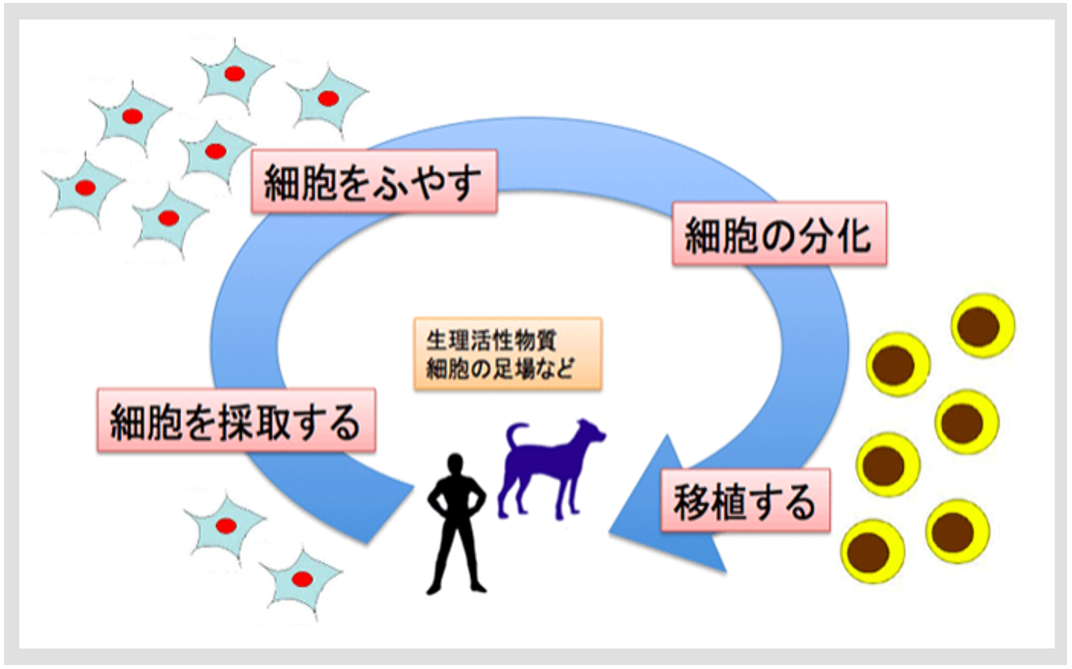 細胞をふやす
細胞の分化
生理活性物質
細胞の足場など
細胞を採取する
移植する